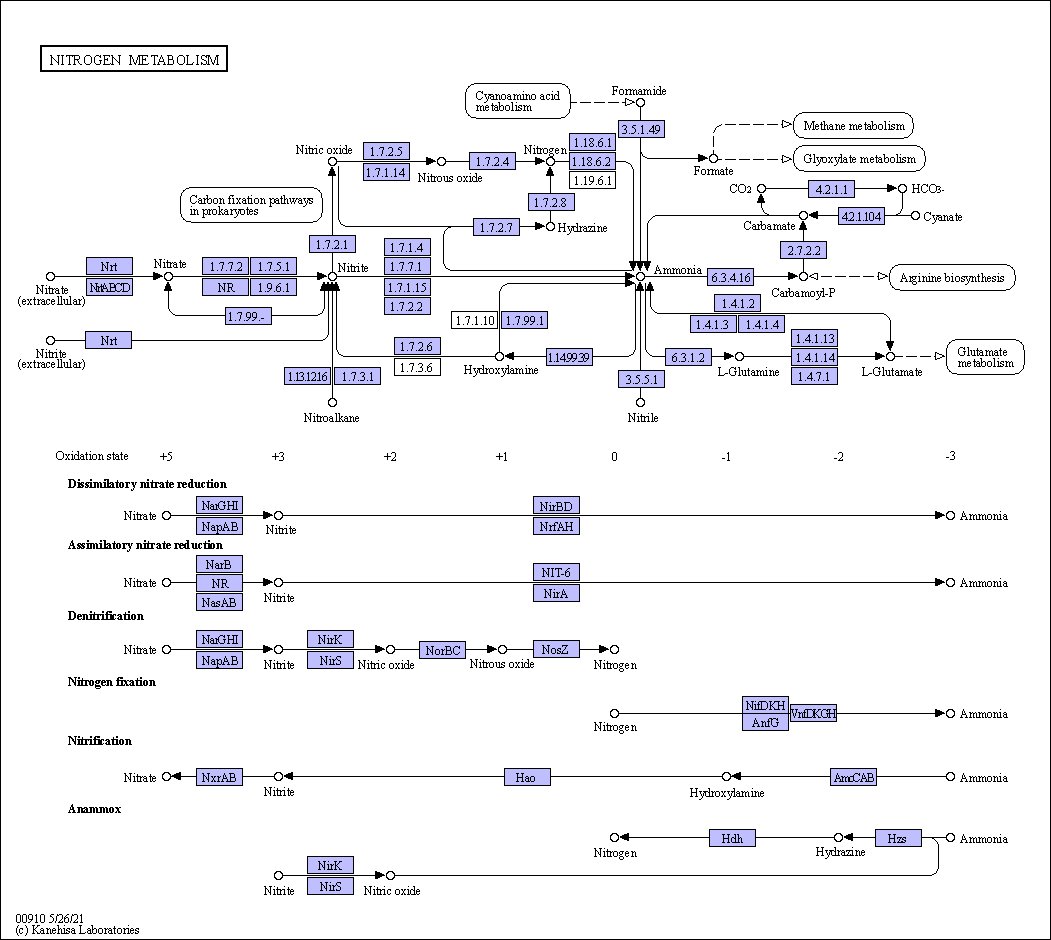 NITROGEN METABOLISM
Cyanoamino acid
metabolism
Formamide
3.5.1.49
Methane metabolism
Nitric oxide
1.7.2.5
1.7.1.14
Nitrous oxide
1.7.2.4
Nitrogen
1.18.6.1
1.18.6.2
1.19.6.1
Formate
Glyoxylate metabolism
Carbon fixation pathways
in prokaryotes
1.7.2.8
CO2
4.2.1.1
HCO3-
1.7.2.7
Hydrazine
Carbamate
4.2.1.104
Cyanate
1.7.2.1
1.7.1.4
2.7.2.2
Nrt
NrtABCD
Nitrate
1.7.7.2
1.7.5.1
NR
1.9.6.1
Nitrite
1.7.7.1
1.7.1.15
1.7.2.2
Ammonia
6.3.4.16
Carbamoyl-P
Arginine biosynthesis
Nitrate
(extracellular)
1.7.99.-
1.7.1.10
1.7.99.1
1.4.1.2
1.4.1.3
1.4.1.4
Nrt
Nitrite
(extracellular)
1.7.2.6
1.7.3.6
Hydroxylamine
1.14.99.39
6.3.1.2
L-Glutamine
1.4.1.13
1.4.1.14
1.4.7.1
L-Glutamate
Glutamate
metabolism
1.13.12.16
1.7.3.1
3.5.5.1
Nitroalkane
Nitrile
Oxidation state +5 +3 +2 +1 0 -1 -2 -3
Dissimilatory nitrate reduction
NarGHI NirBD
Nitrate Ammonia
NapAB Nitrite NrfAH
Assimilatory nitrate reduction
NarB NIT-6
Nitrate NR Ammonia
NasAB Nitrite NirA
Denitrification
NarGHI NirK
Nitrate NorBC NosZ
NapAB Nitrite NirS Nitric oxide Nitrous oxide Nitrogen
Nitrogen fixation
NifDKH
VnfDKGH Ammonia
Nitrogen AnfG
Nitrification
Nitrate NxrAB Hao AmoCAB Ammonia
Nitrite Hydroxylamine
Anammox
Hdh Hzs Ammonia
Nitrogen Hydrazine
NirK
Nitrite NirS Nitric oxide
00910 5/26/21
(c) Kanehisa Laboratories